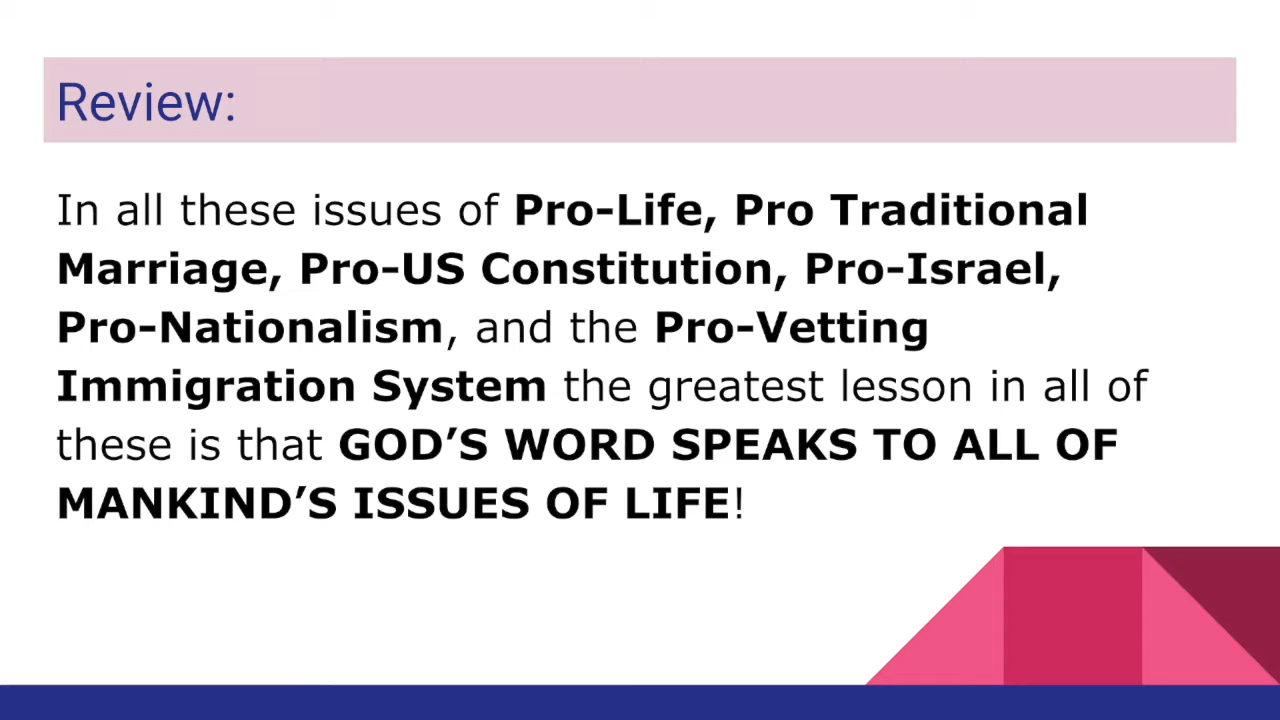 Review:
In all these issues of Pro-Life, Pro Traditional
Marriage, Pro-US Constitution, Pro-Israel,
Pro-Nationalism, and the Pro-Vetting
Immigration System the greatest lesson in all of
these is that GOD’S WORD SPEAKS TO ALL OF
MANKIND’S ISSUES OF LIFE!